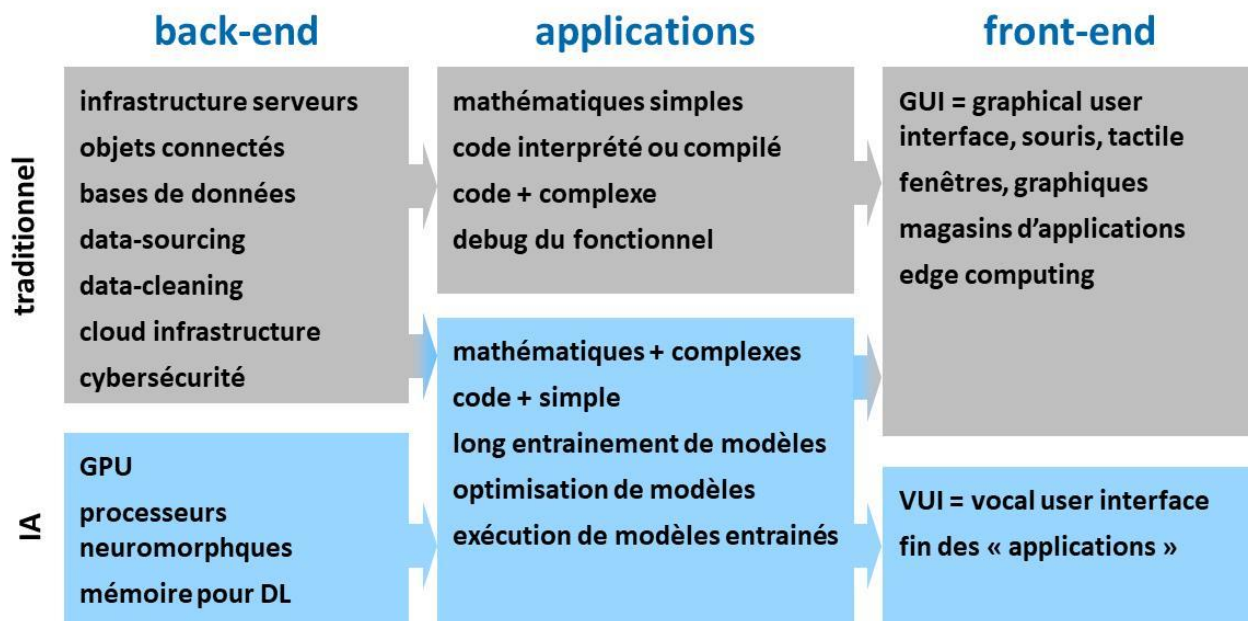 back-end
applications
front-end
traditionnel
infrastructure serveurs
objets connectés
bases de données
data-sourcing
data-cleaning
cloud infrastructure
cybersécurité
mathématiques simples
code interprété ou compilé
code + complexe
debug du fonctionnel
GUI = graphical user
interface, souris, tactile
fenêtres, graphiques
magasins d’applications
edge computing
IA
GPU
processeurs
neuromorphques
mémoire pour DL
mathématiques + complexes
code + simple
long entrainement de modèles
optimisation de modèles
exécution de modèles entrainés
VUI = vocal user interface
fin des « applications »